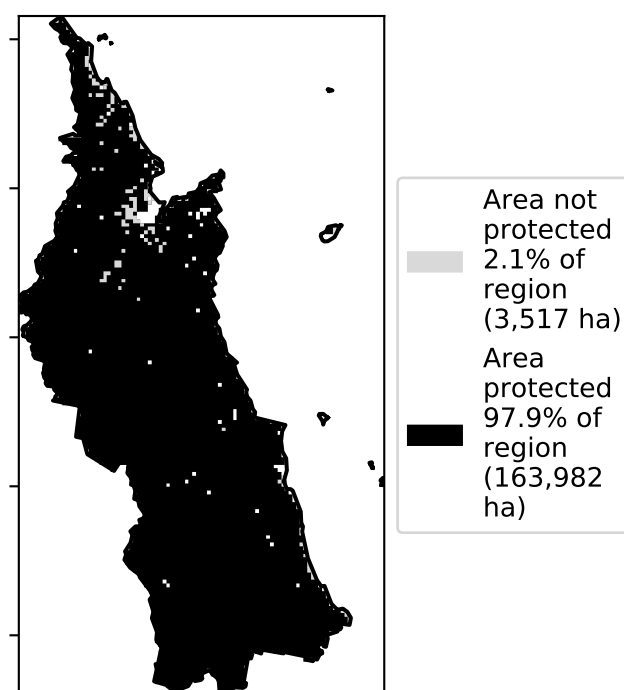 Area not
protected
2.1% of
region
(3,517 ha)
Area
protected
97.9% of
region
(163,982
ha)